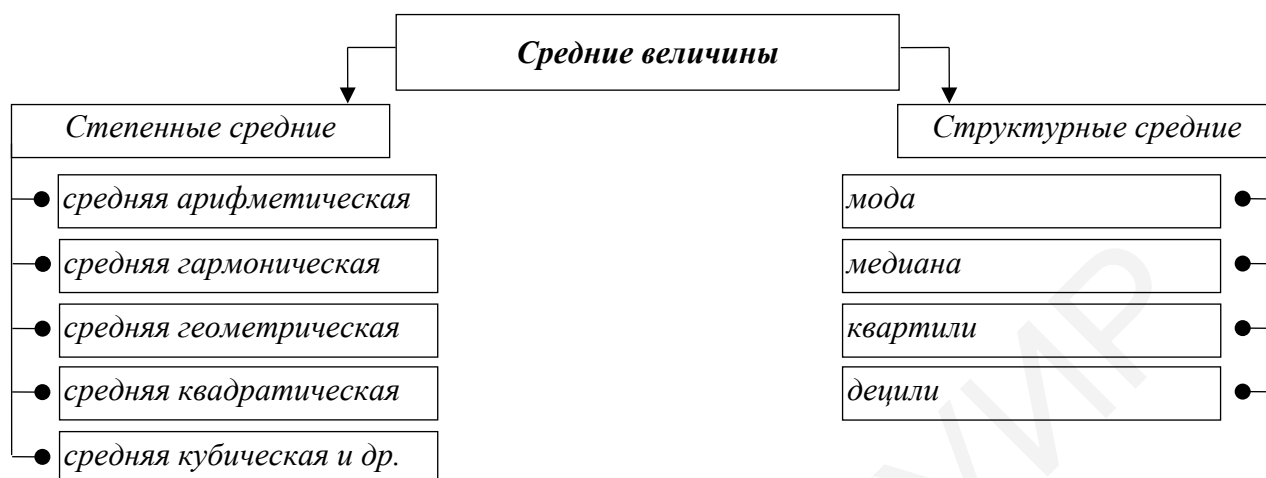 Средние величины
Степенные средние
средняя арифметическая
средняя гармоническая
средняя геометрическая
средняя квадратическая
средняя кубическая и др.
Структурные средние
мода
медиана
квартили
децили
УИР